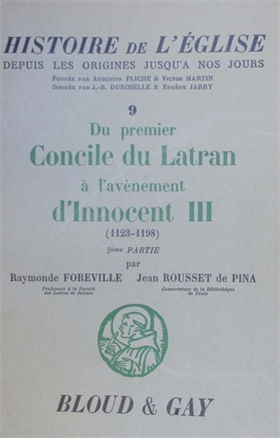 HISTOIRE DE L'ÉGLISE
DEPUIS LES ORIGINES JUSQU'A NOS JOURS
FONDÉE PAR AUGUSTIN FLICHE & VICTOR MARTIN
DIRIGÉE PAR J.-B. DUROSELLE & EUGÈNE JARRY
9
Du premier
Concile du Latran
à l'avènement
d'Innocent III
(1123-1198)
2ème PARTIE
par
Raymonde FOREVILLE Jean ROUSSET de PINA
Professeur à la Faculté Conservateur de la Bibliothèque
des Lettres de Rennes de Tunis
BLOUD & GAY